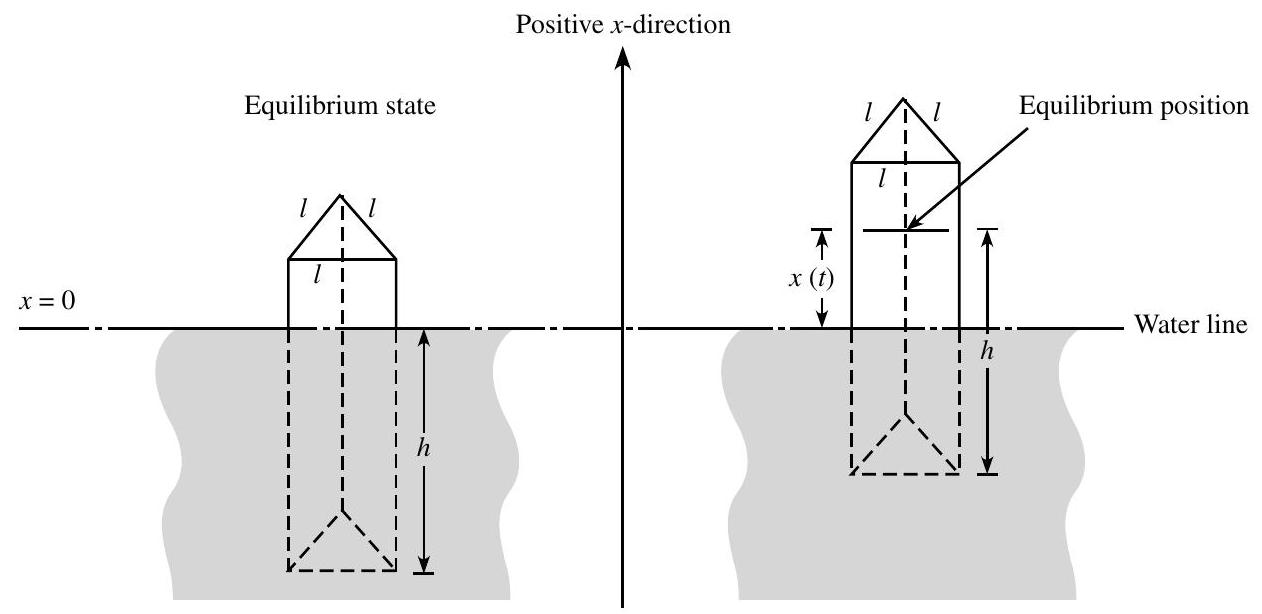 Positive x-direction
Equilibrium state
l l
l
x = 0
h
l l
Equilibrium position
l
x (t)
Water line
h